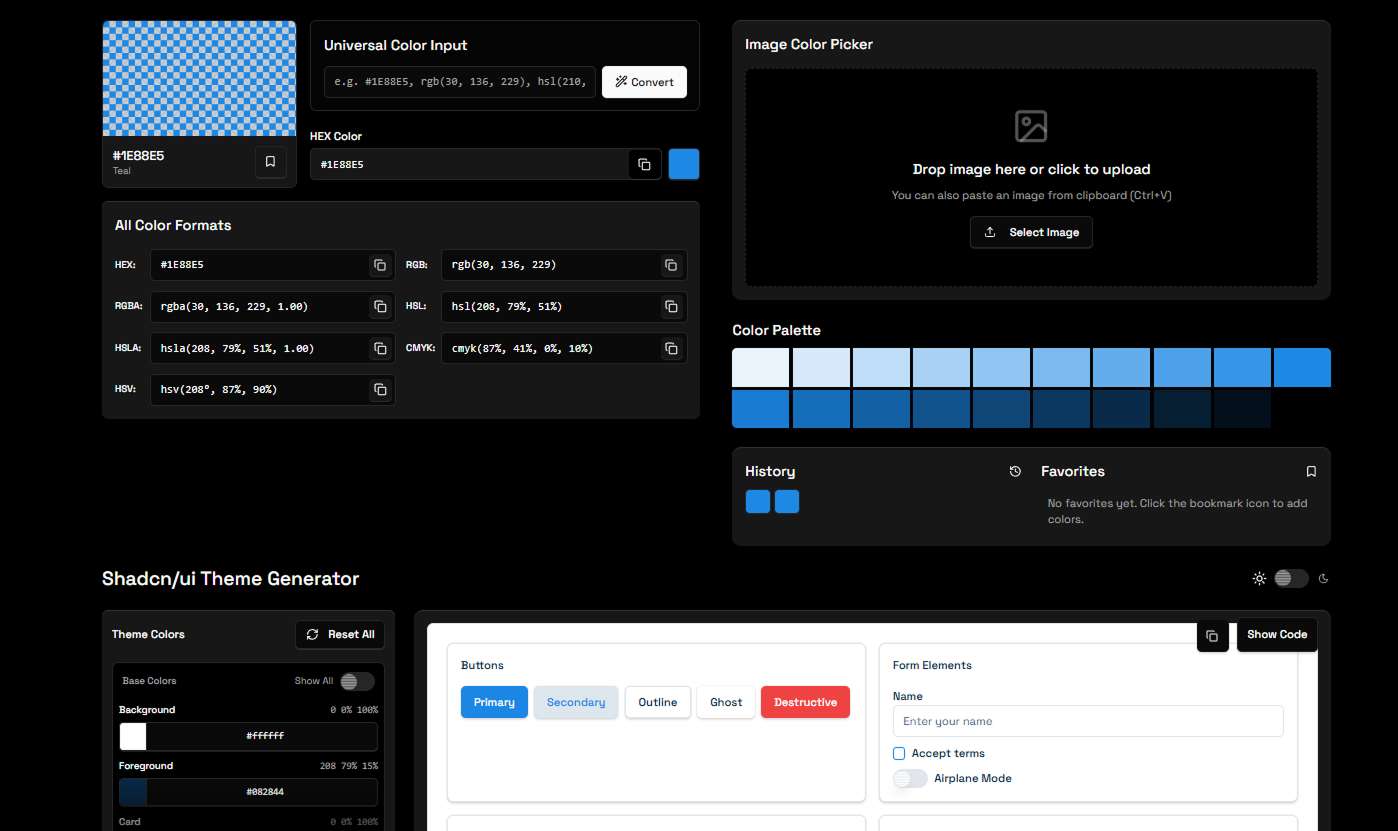 Universal Color Input
e.g. #1E88E5, rgb(30, 136, 229), hsl(210,
Convert
#1E88E5
Teal
HEX Color
#1E88E5
All Color Formats
HEX: #1E88E5
RGB: rgb(30, 136, 229)
RGBA: rgba(30, 136, 229, 1.00)
HSL: hsl(208, 79%, 51%)
HSLA: hsla(208, 79%, 51%, 1.00)
CMYK: cmyk(87%, 41%, 0%, 10%)
HSV: hsv(208°, 87%, 90%)
Image Color Picker
Drop image here or click to upload
You can also paste an image from clipboard (Ctrl+V)
Select Image
Color Palette
History
Favorites
No favorites yet. Click the bookmark icon to add
colors.
Shadcn/ui Theme Generator
Theme Colors
Reset All
Base Colors
Show All
Background 0 0% 100%
#ffffff
Foreground 208 79% 15%
#082844
Card 0 0% 100%
Show Code
Buttons
Primary
Secondary
Outline
Ghost
Destructive
Form Elements
Name
Enter your name
Accept terms
Airplane Mode